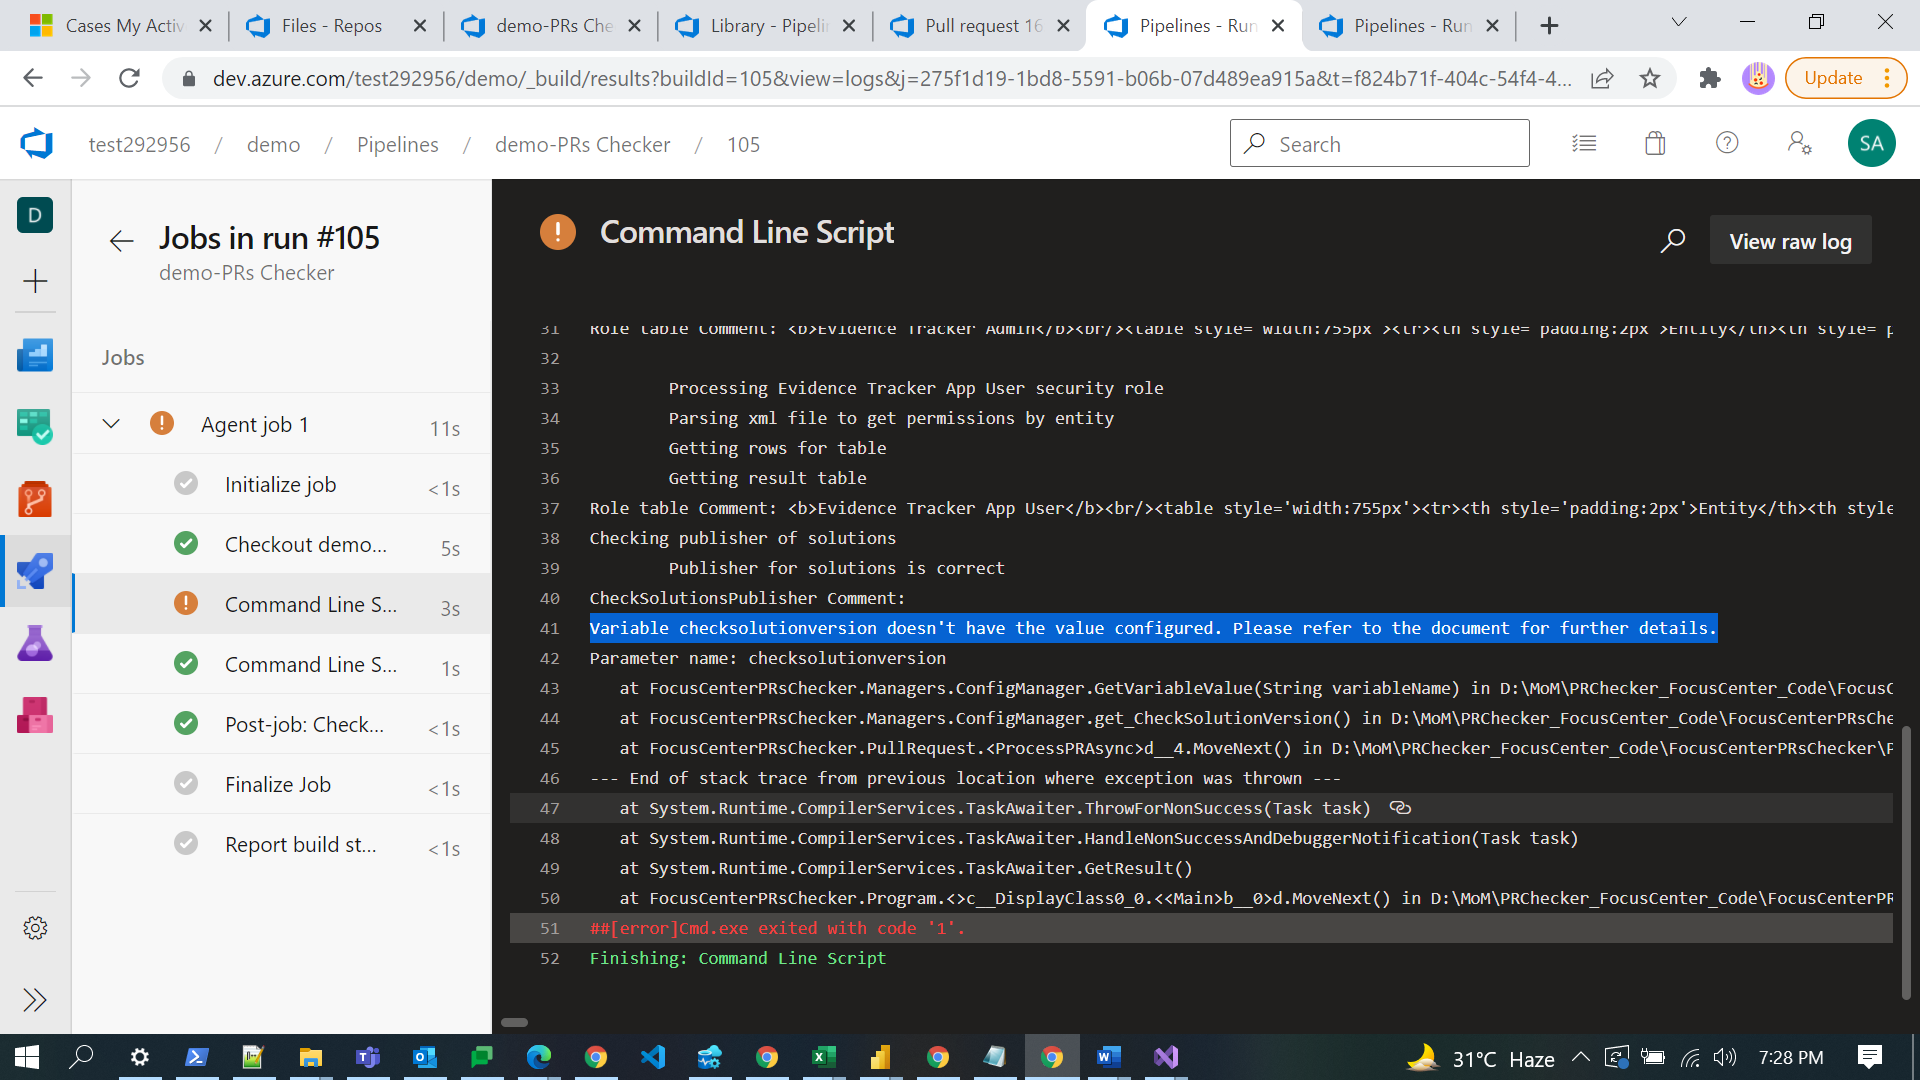 Cases My Activ
Files - Repos
demo-PRs Che
Library - Pipelin
Pull request 16
Pipelines - Run
Pipelines - Run
dev.azure.com/test292956/demo/_build/results?buildId=105&view=logs&j=275f1d19-1bd8-5591-b06b-07d489ea915a&t=f824b71f-404c-54f4-4...
Update
test292956 / demo / Pipelines / demo-PRs Checker / 105
Search
SA
D
Jobs in run #105
demo-PRs Checker
Jobs
Agent job 1 11s
Initialize job <1s
Checkout demo... 5s
Command Line S... 3s
Command Line S... 1s
Post-job: Check... <1s
Finalize Job <1s
Report build st... <1s
Command Line Script
View raw log
31 Role table Comment: <b>Evidence Tracker Admin</b><br/><table style='width:755px'><tr><th style='padding:2px'>Entity</th><th style= p
32
33 Processing Evidence Tracker App User security role
34 Parsing xml file to get permissions by entity
35 Getting rows for table
36 Getting result table
37 Role table Comment: <b>Evidence Tracker App User</b><br/><table style='width:755px'><tr><th style='padding:2px'>Entity</th><th style
38 Checking publisher of solutions
39 Publisher for solutions is correct
40 CheckSolutionsPublisher Comment:
41 Variable checksolutionversion doesn't have the value configured. Please refer to the document for further details.
42 Parameter name: checksolutionversion
43 at FocusCenterPRsChecker.Managers.ConfigManager.GetVariableValue(String variableName) in D:\MoM\PRChecker_FocusCenter_Code\FocusC
44 at FocusCenterPRsChecker.Managers.ConfigManager.get_CheckSolutionVersion() in D:\MoM\PRChecker_FocusCenter_Code\FocusCenterPRsChe
45 at FocusCenterPRsChecker.PullRequest.<ProcessPRAsync>d__4.MoveNext() in D:\MoM\PRChecker_FocusCenter_Code\FocusCenterPRsChecker\P
46 --- End of stack trace from previous location where exception was thrown ---
47 at System.Runtime.CompilerServices.TaskAwaiter.ThrowForNonSuccess(Task task)
48 at System.Runtime.CompilerServices.TaskAwaiter.HandleNonSuccessAndDebuggerNotification(Task task)
49 at System.Runtime.CompilerServices.TaskAwaiter.GetResult()
50 at FocusCenterPRsChecker.Program.<>c__DisplayClass0_0.<<Main>b__0>d.MoveNext() in D:\MoM\PRChecker_FocusCenter_Code\FocusCenterPR
51 ##[error]Cmd.exe exited with code '1'.
52 Finishing: Command Line Script
31°C Haze
7:28 PM